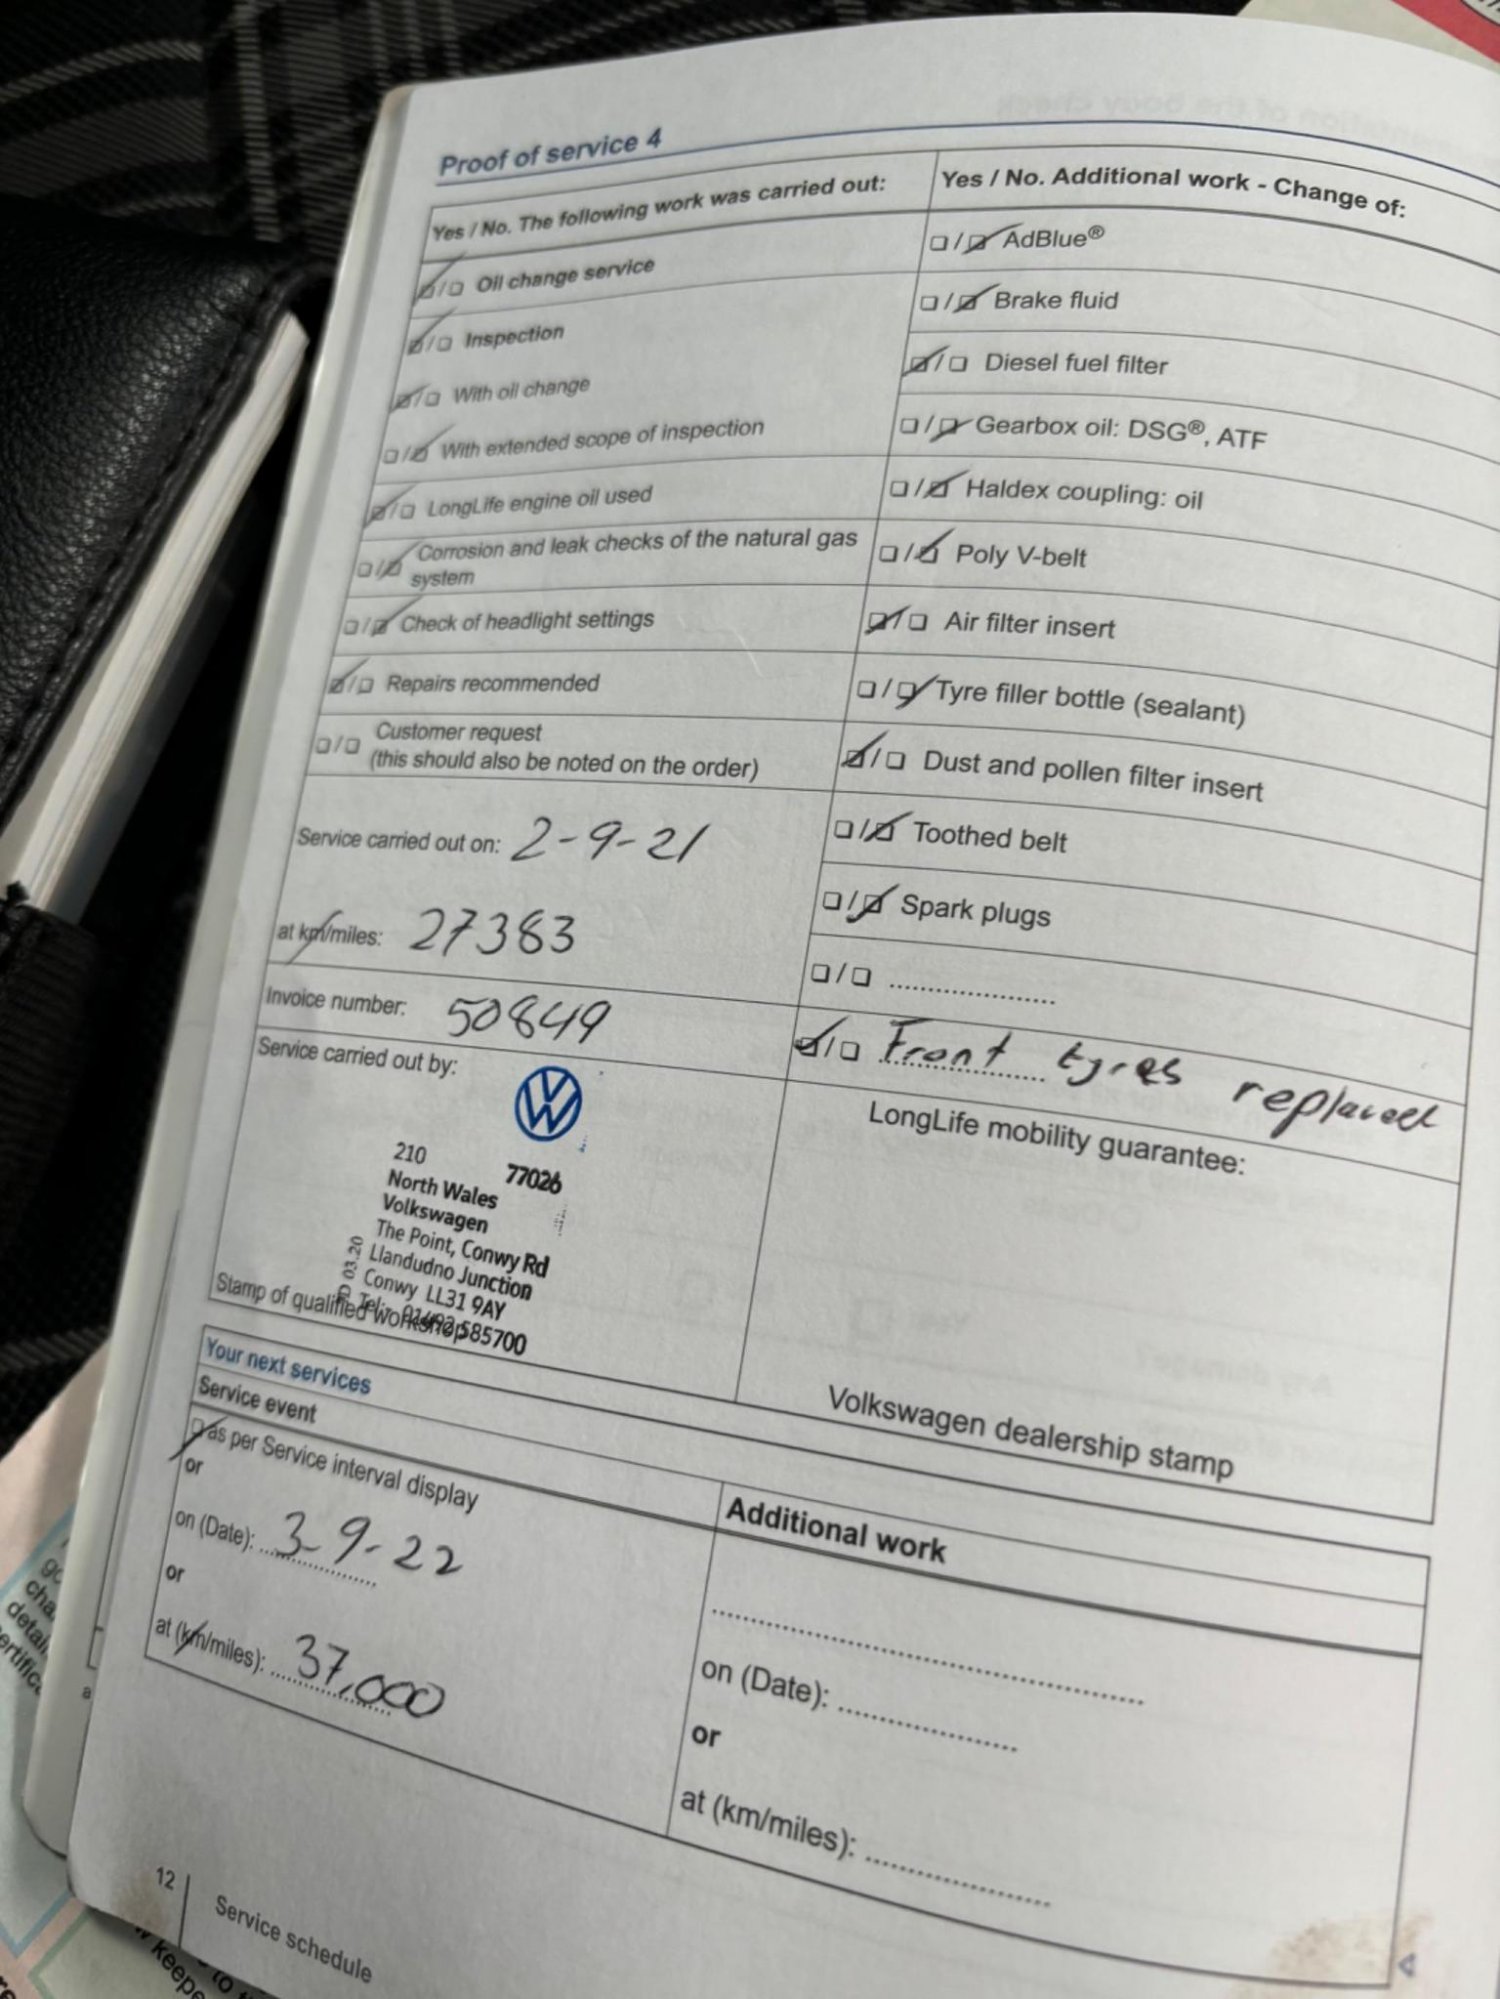 Proof of service 4
Yes / No. The following work was carried out:
Oil change service
Inspection
With oil change
With extended scope of inspection
LongLife engine oil used
Corrosion and leak checks of the natural gas
system
Check of headlight settings
Repairs recommended
Customer request
(this should also be noted on the order)
Service carried out on: 2-9-21
at km/miles: 27383
Invoice number: 50849
Service carried out by:
210 77026
North Wales
Volkswagen
The Point, Conwy Rd
Llandudno Junction
Conwy LL31 9AY
Tel:- 01492 585700
03.20
Stamp of qualified workshop
Yes / No. Additional work - Change of:
AdBlue®
Brake fluid
Diesel fuel filter
Gearbox oil: DSG®, ATF
Haldex coupling: oil
Poly V-belt
Air filter insert
Tyre filler bottle (sealant)
Dust and pollen filter insert
Toothed belt
Spark plugs
Front tyres replaced
LongLife mobility guarantee:
Volkswagen dealership stamp
Your next services
Service event
as per Service interval display
or
on (Date): 3-9-22
or
at (km/miles): 37,000
Additional work
on (Date):
or
at (km/miles):
12
Service schedule